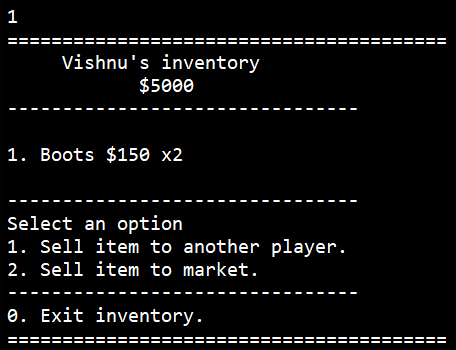 1
========================================
Vishnu's inventory
$5000
--------------------------------
1. Boots $150 x2
--------------------------------
Select an option
1. Sell item to another player.
2. Sell item to market.
--------------------------------
0. Exit inventory.
========================================